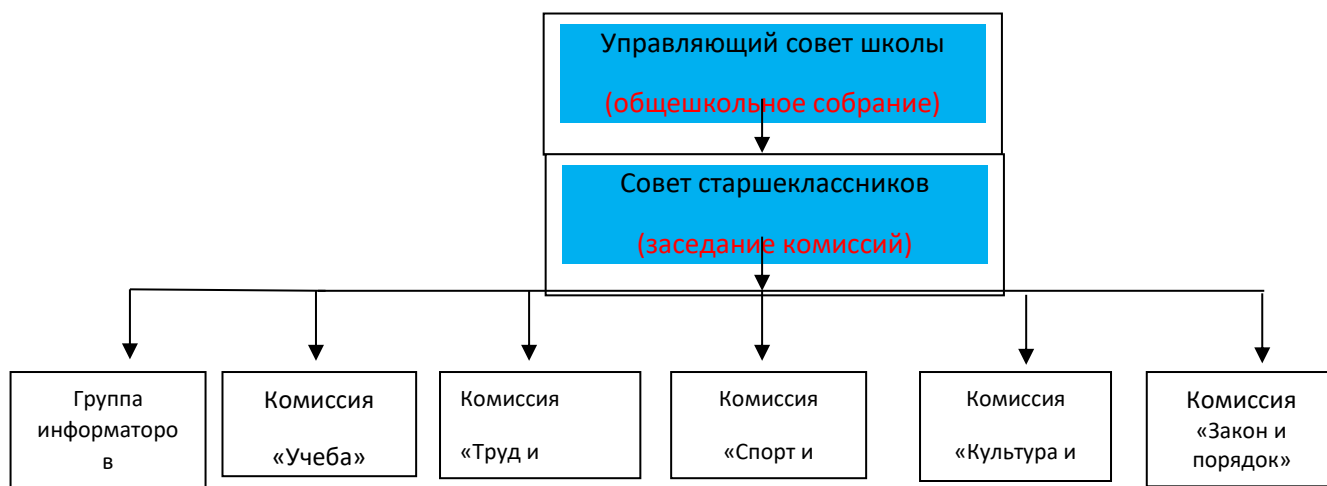 Управляющий совет школы
(общешкольное собрание)
Совет старшеклассников
(заседание комиссий)
Группа
информаторо
в
Комиссия
«Учеба»
Комиссия
«Труд и
Комиссия
«Спорт и
Комиссия
«Культура и
Комиссия
«Закон и
порядок»